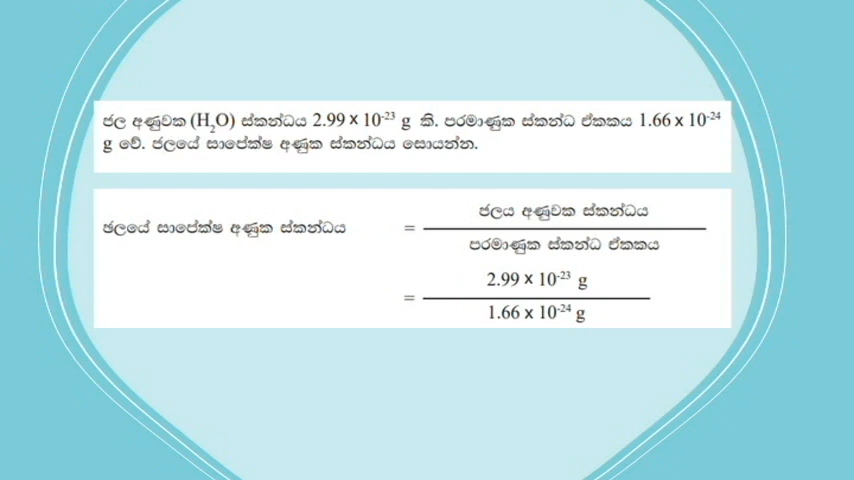 ජල අණුවක (H₂O) ස්කන්ධය 2.99 × 10⁻²³ g කි. පරමාණුක ස්කන්ධ ඒකකය 1.66 x 10⁻²⁴
g වේ. ජලයේ සාපේක්ෂ අණුක ස්කන්ධය සොයන්න.
ජලයේ සාපේක්ෂ අණුක ස්කන්ධය = ජලය අණුවක ස්කන්ධය
පරමාණුක ස්කන්ධ ඒකකය
= 2.99 × 10⁻²³ g
1.66 x 10⁻²⁴ g